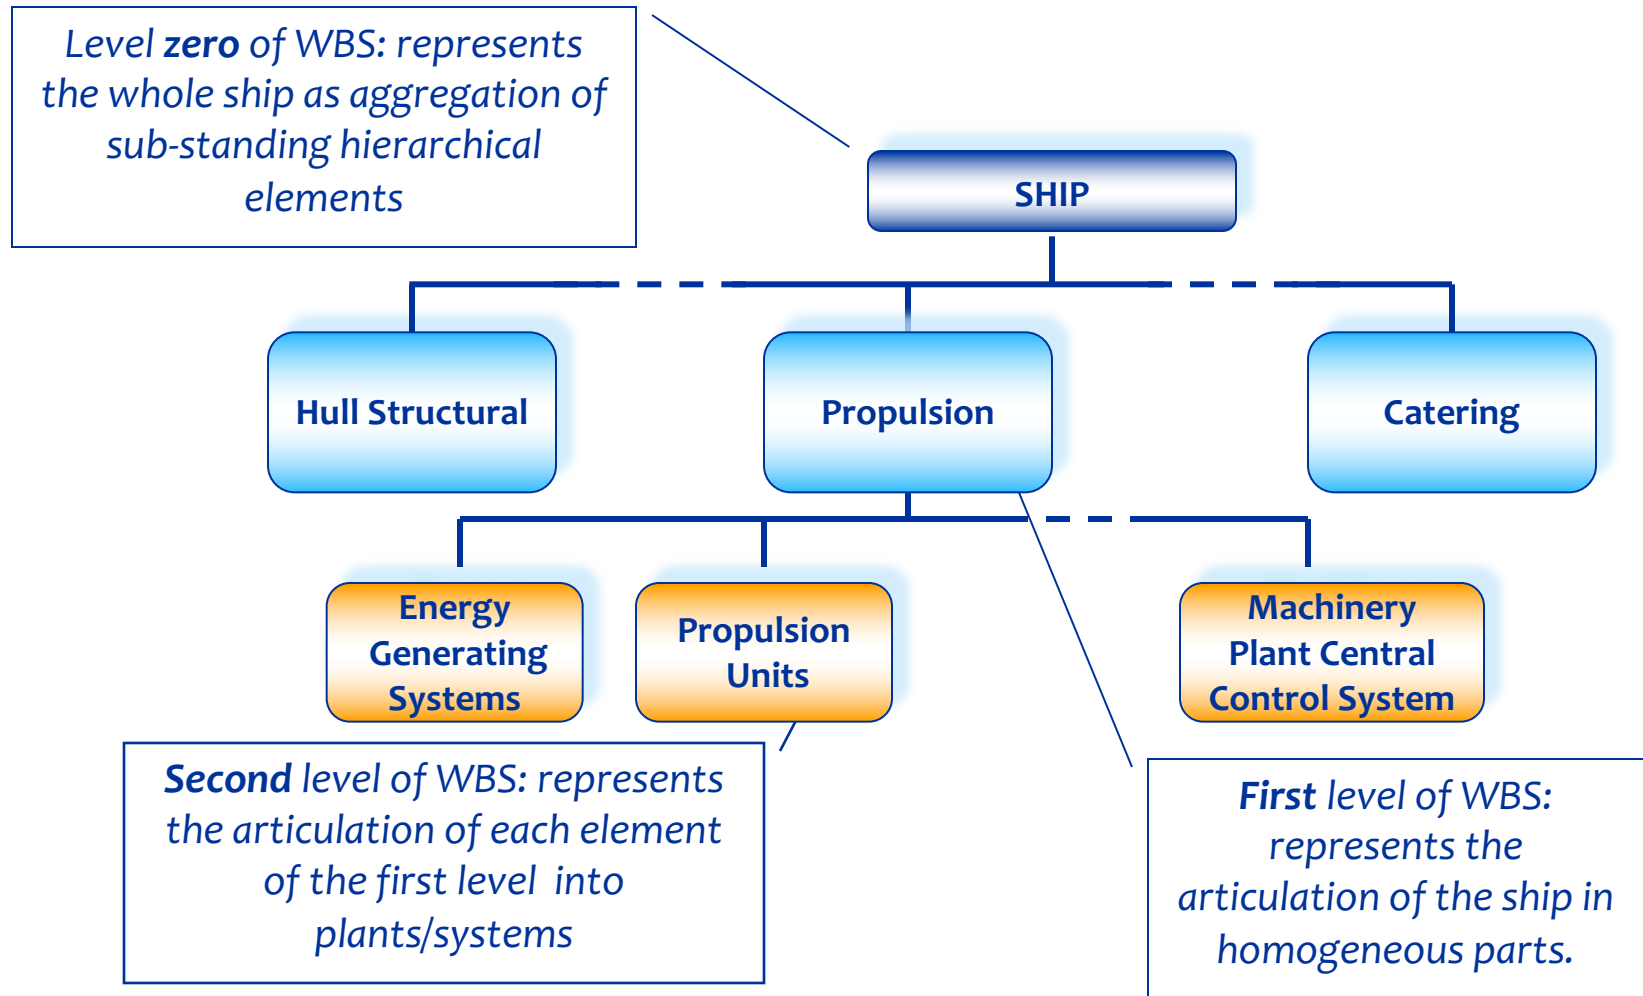 Level zero of WBS: represents
the whole ship as aggregation of
sub-standing hierarchical
elements
SHIP
Hull Structural
Propulsion
Catering
Energy
Generating
Systems
Propulsion
Units
Machinery
Plant Central
Control System
Second level of WBS: represents
the articulation of each element
of the first level into
plants/systems
First level of WBS:
represents the
articulation of the ship in
homogeneous parts.